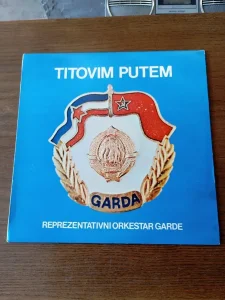 TITOVIM PUTEM
GARDA
REPREZENTATIVNI ORKESTAR GARDE